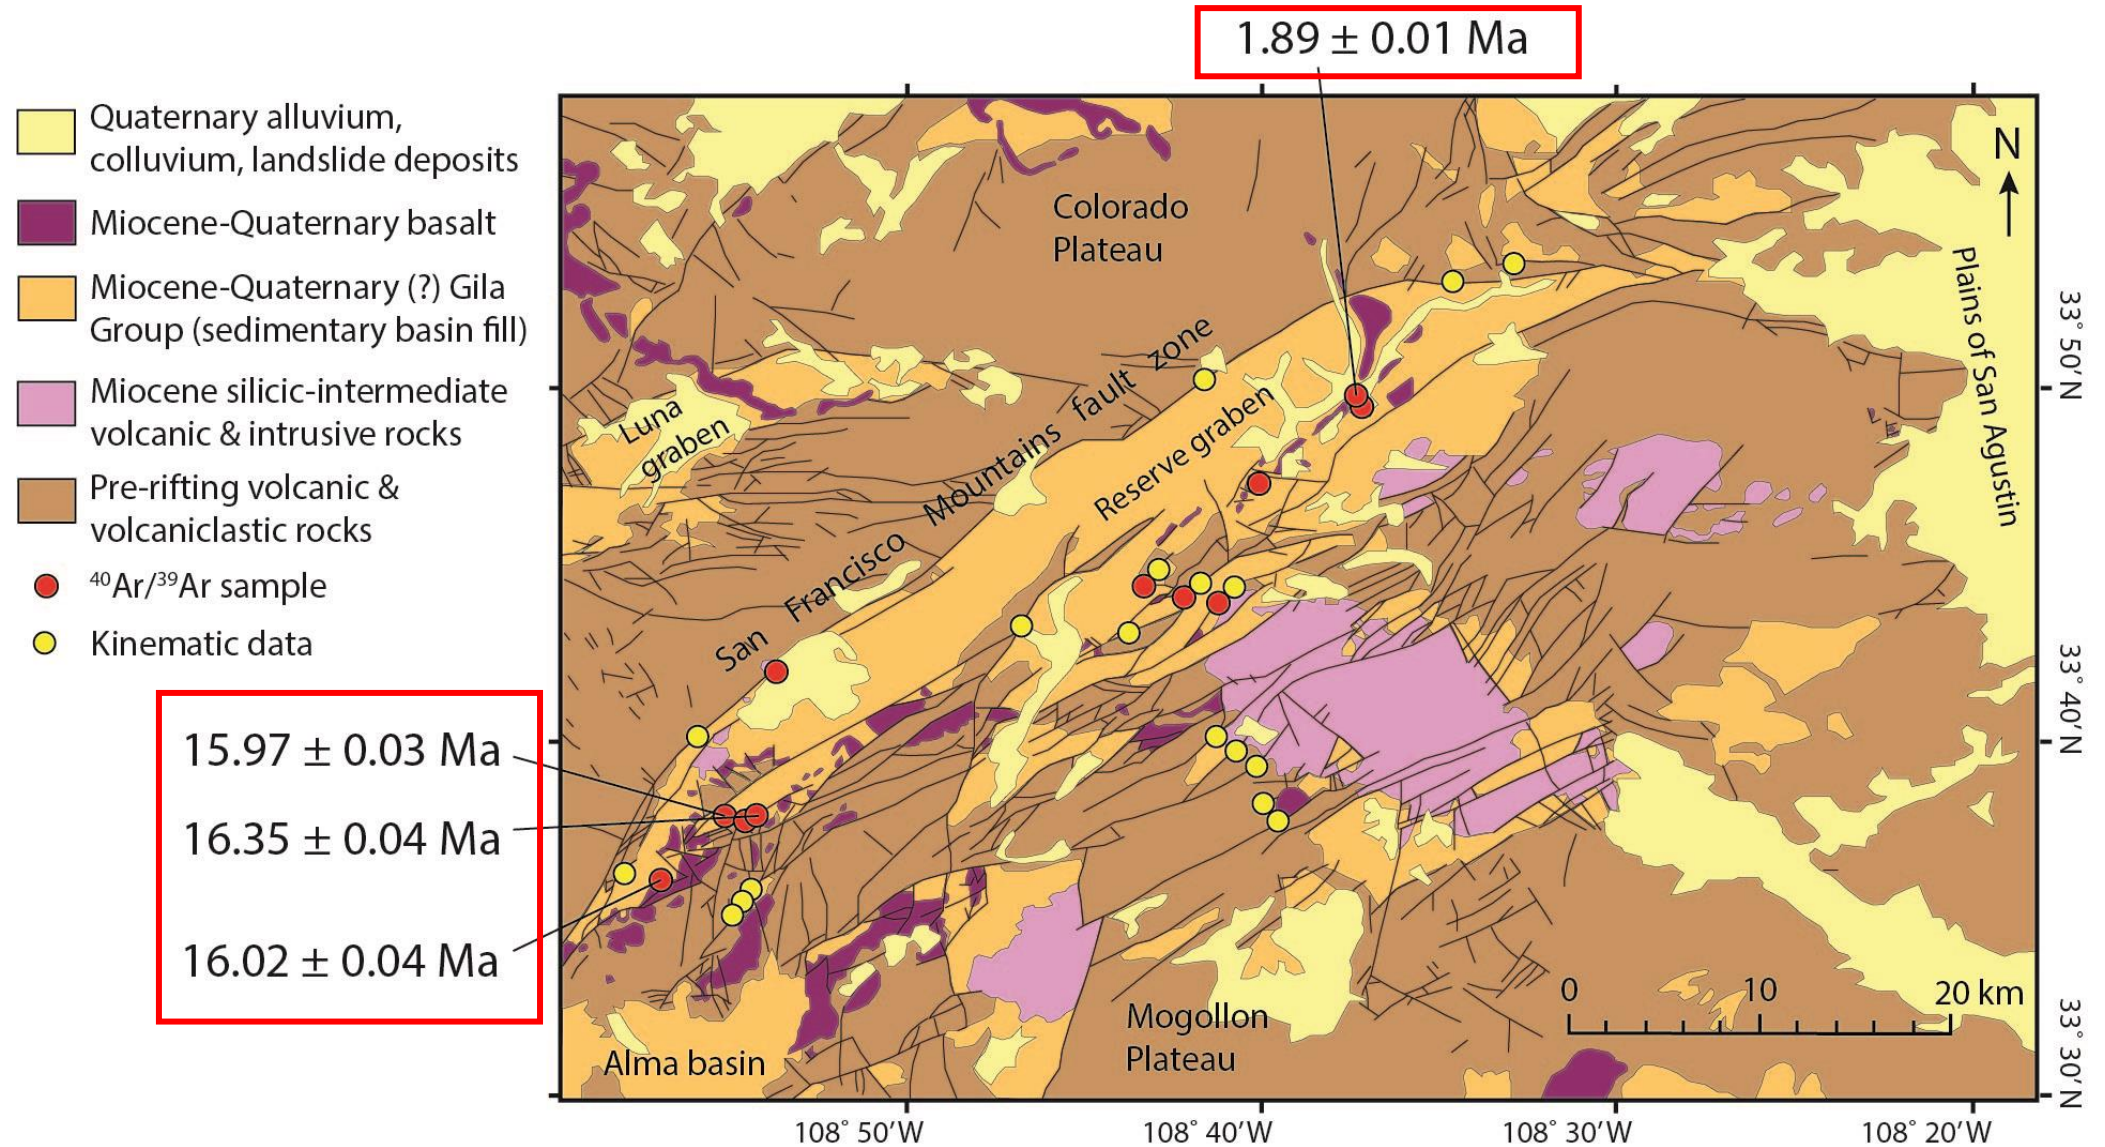 1.89 ± 0.01 Ma
Quaternary alluvium,
colluvium, landslide deposits
Miocene-Quaternary basalt
Miocene-Quaternary (?) Gila
Group (sedimentary basin fill)
Miocene silicic-intermediate
volcanic & intrusive rocks
Pre-rifting volcanic &
volcaniclastic rocks
40Ar/39Ar sample
Kinematic data
15.97 ± 0.03 Ma
16.35 ± 0.04 Ma
16.02 ± 0.04 Ma
N
Colorado
Plateau
Plains of San Agustin
San Francisco Mountains fault zone
Reserve graben
Luna
graben
Alma basin
Mogollon
Plateau
0 10 20 km
33° 50'N
33° 40'N
33° 30'N
108° 50'W 108° 40'W 108° 30'W 108° 20'W